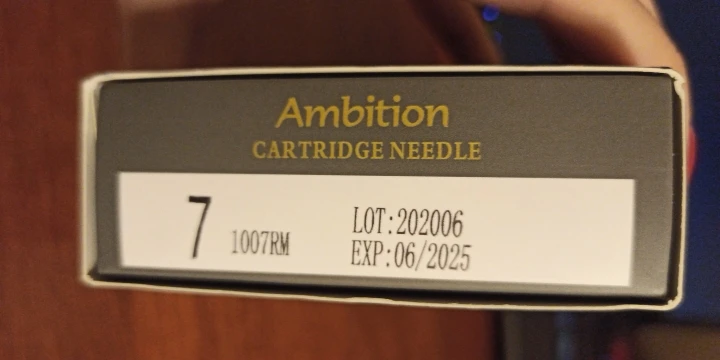 Ambition
CARTRIDGE NEEDLE
7 1007RM
LOT:202006
EXP:06/2025